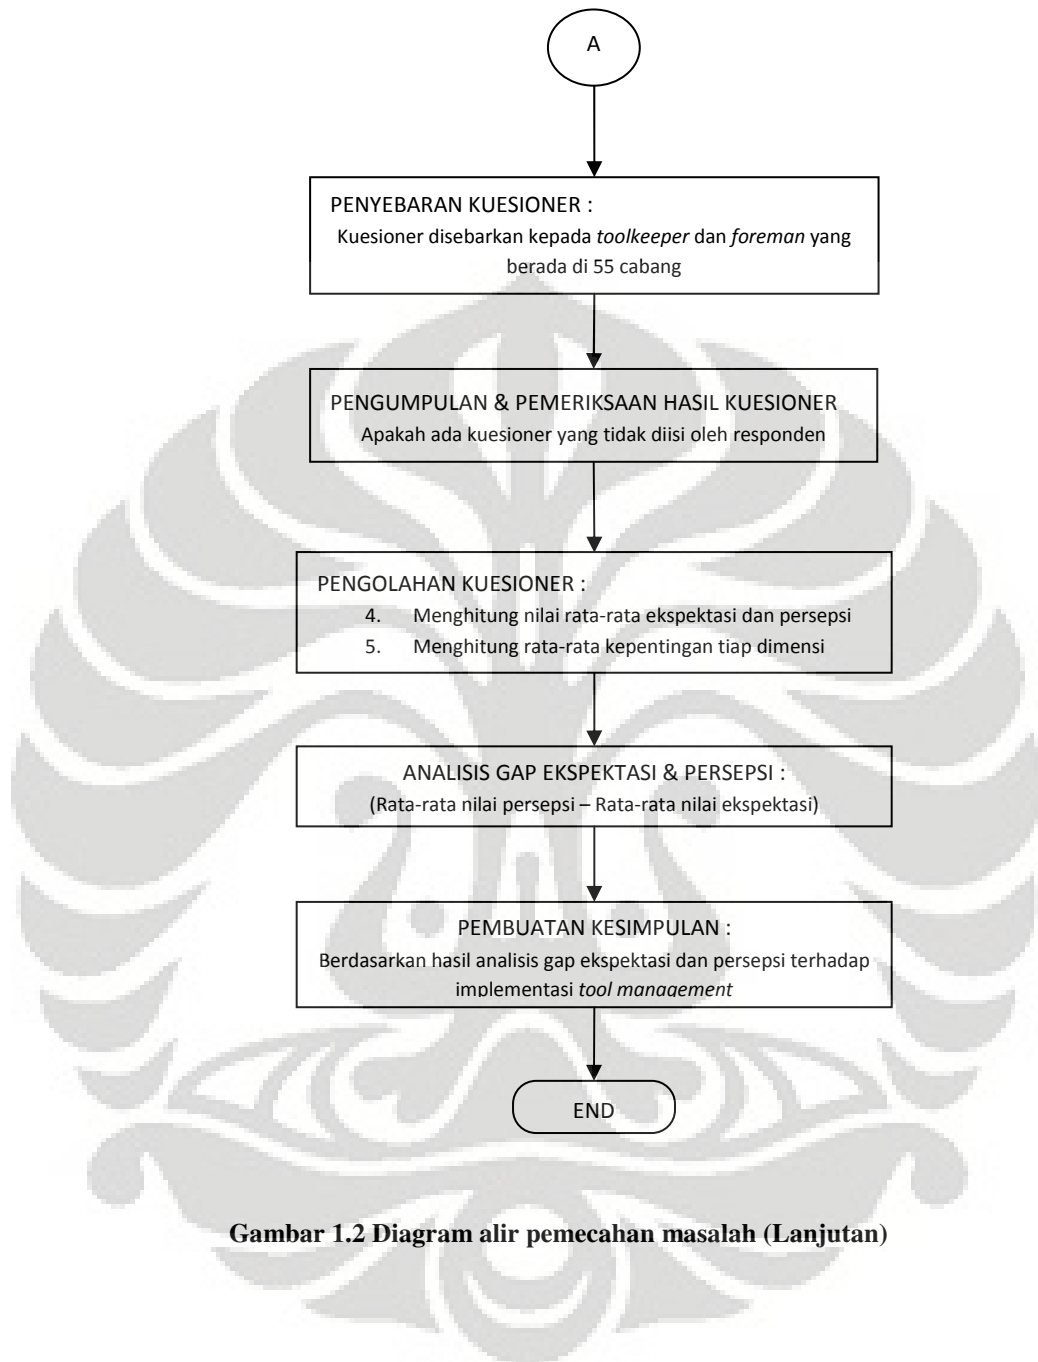 A
PENYEBARAN KUESIONER :
Kuesioner disebarkan kepada toolkeeper dan foreman yang
berada di 55 cabang
PENGUMPULAN & PEMERIKSAAN HASIL KUESIONER
Apakah ada kuesioner yang tidak diisi oleh responden
PENGOLAHAN KUESIONER :
4. Menghitung nilai rata-rata ekspektasi dan persepsi
5. Menghitung rata-rata kepentingan tiap dimensi
ANALISIS GAP EKSPEKTASI & PERSEPSI :
(Rata-rata nilai persepsi – Rata-rata nilai ekspektasi)
PEMBUATAN KESIMPULAN :
Berdasarkan hasil analisis gap ekspektasi dan persepsi terhadap
implementasi tool management
END
Gambar 1.2 Diagram alir pemecahan masalah (Lanjutan)